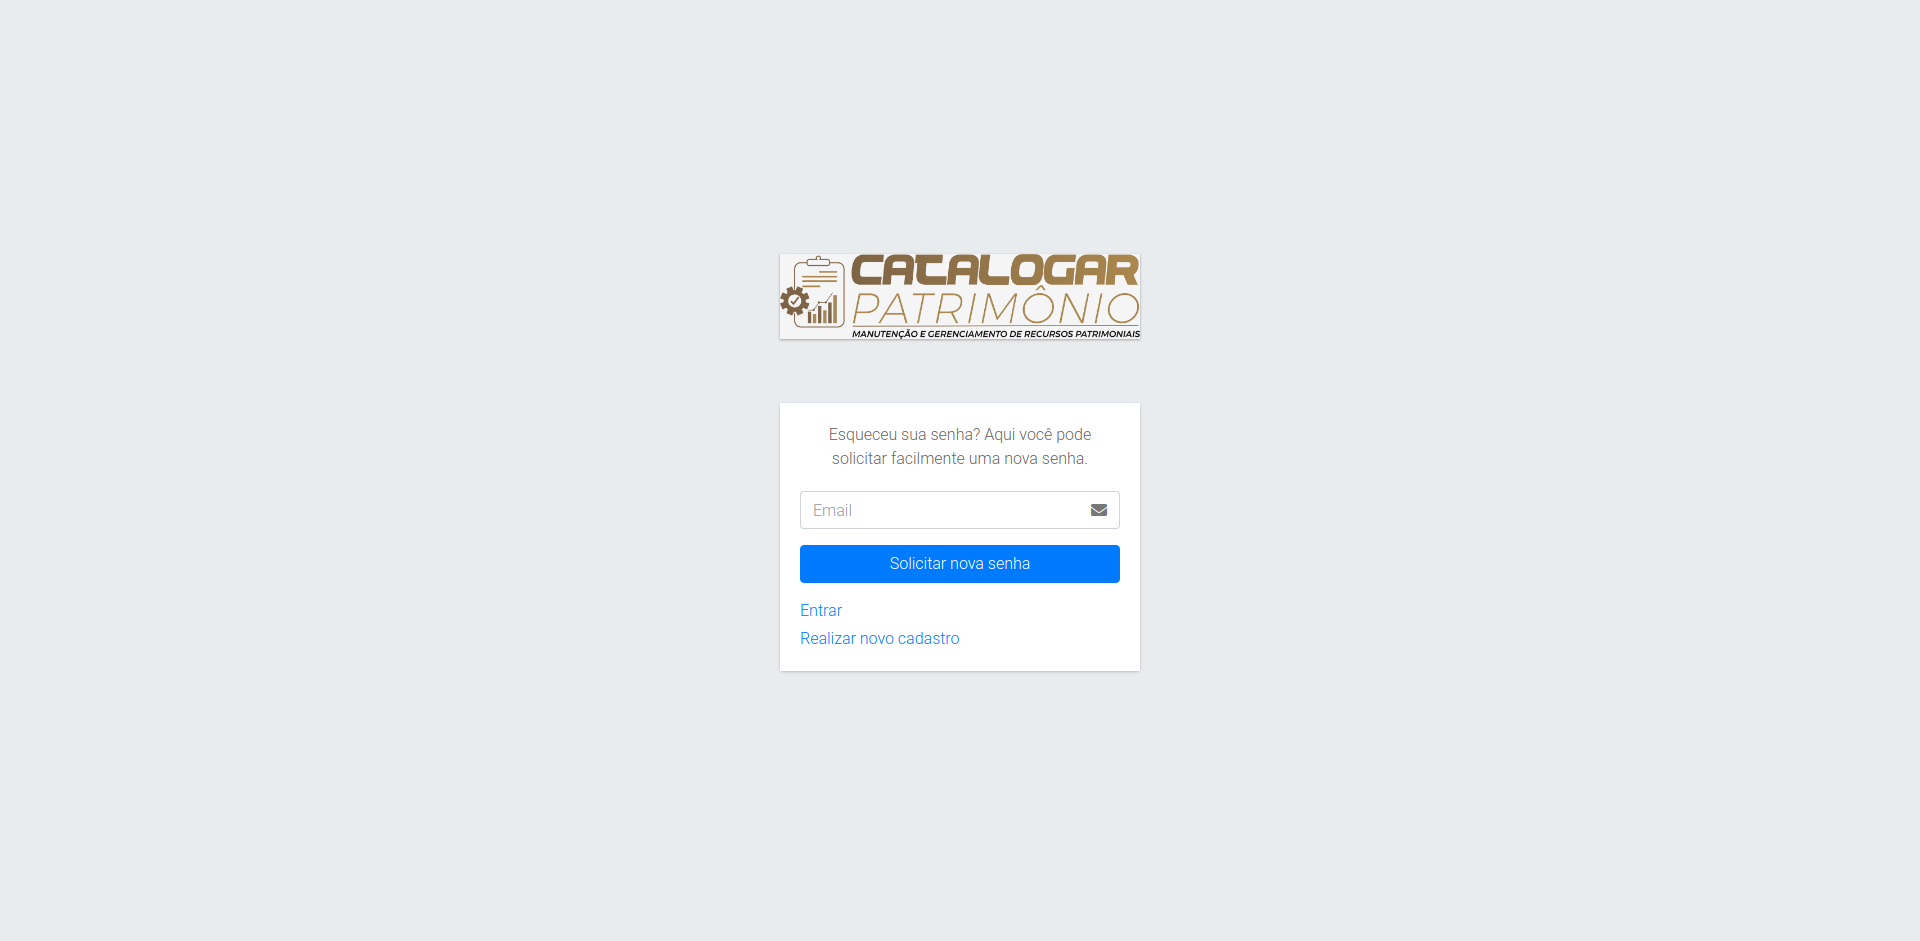 CATALOGAR
PATRIMÔNIO
MANUTENÇÃO E GERENCIAMENTO DE RECURSOS PATRIMONIAIS
Esqueceu sua senha? Aqui você pode
solicitar facilmente uma nova senha.
Email
Solicitar nova senha
Entrar
Realizar novo cadastro